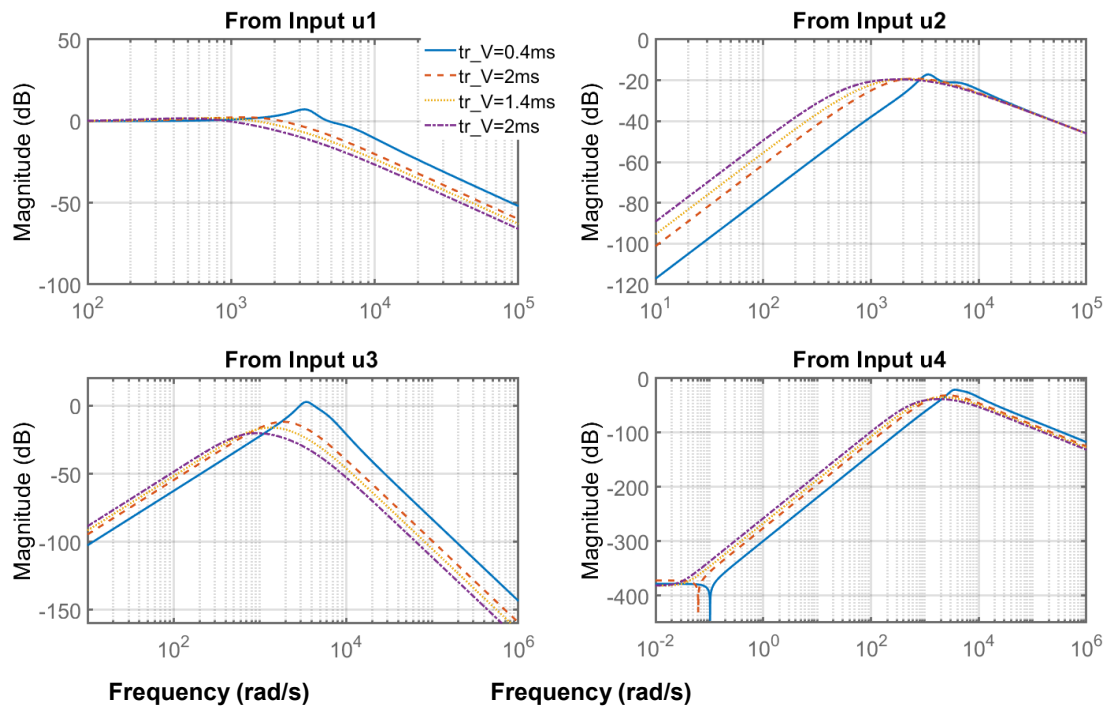 From Input u1
Magnitude (dB)
50
0
-50
-100
10^2
10^3
10^4
10^5
tr_V=0.4ms
tr_V=2ms
tr_V=1.4ms
tr_V=2ms
From Input u2
Magnitude (dB)
0
-20
-40
-60
-80
-100
-120
10^1
10^2
10^3
10^4
10^5
From Input u3
Magnitude (dB)
0
-50
-100
-150
10^2
10^4
10^6
From Input u4
Magnitude (dB)
0
-100
-200
-300
-400
10^-2
10^0
10^2
10^4
10^6
Frequency (rad/s)
Frequency (rad/s)